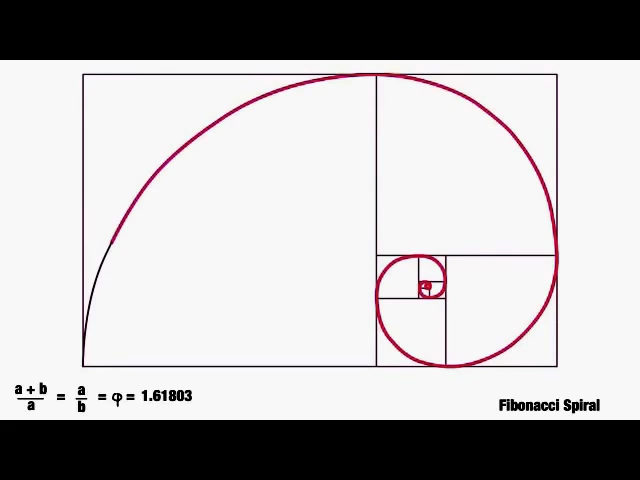 a + b
a
= a
b
= φ = 1.61803
Fibonacci Spiral